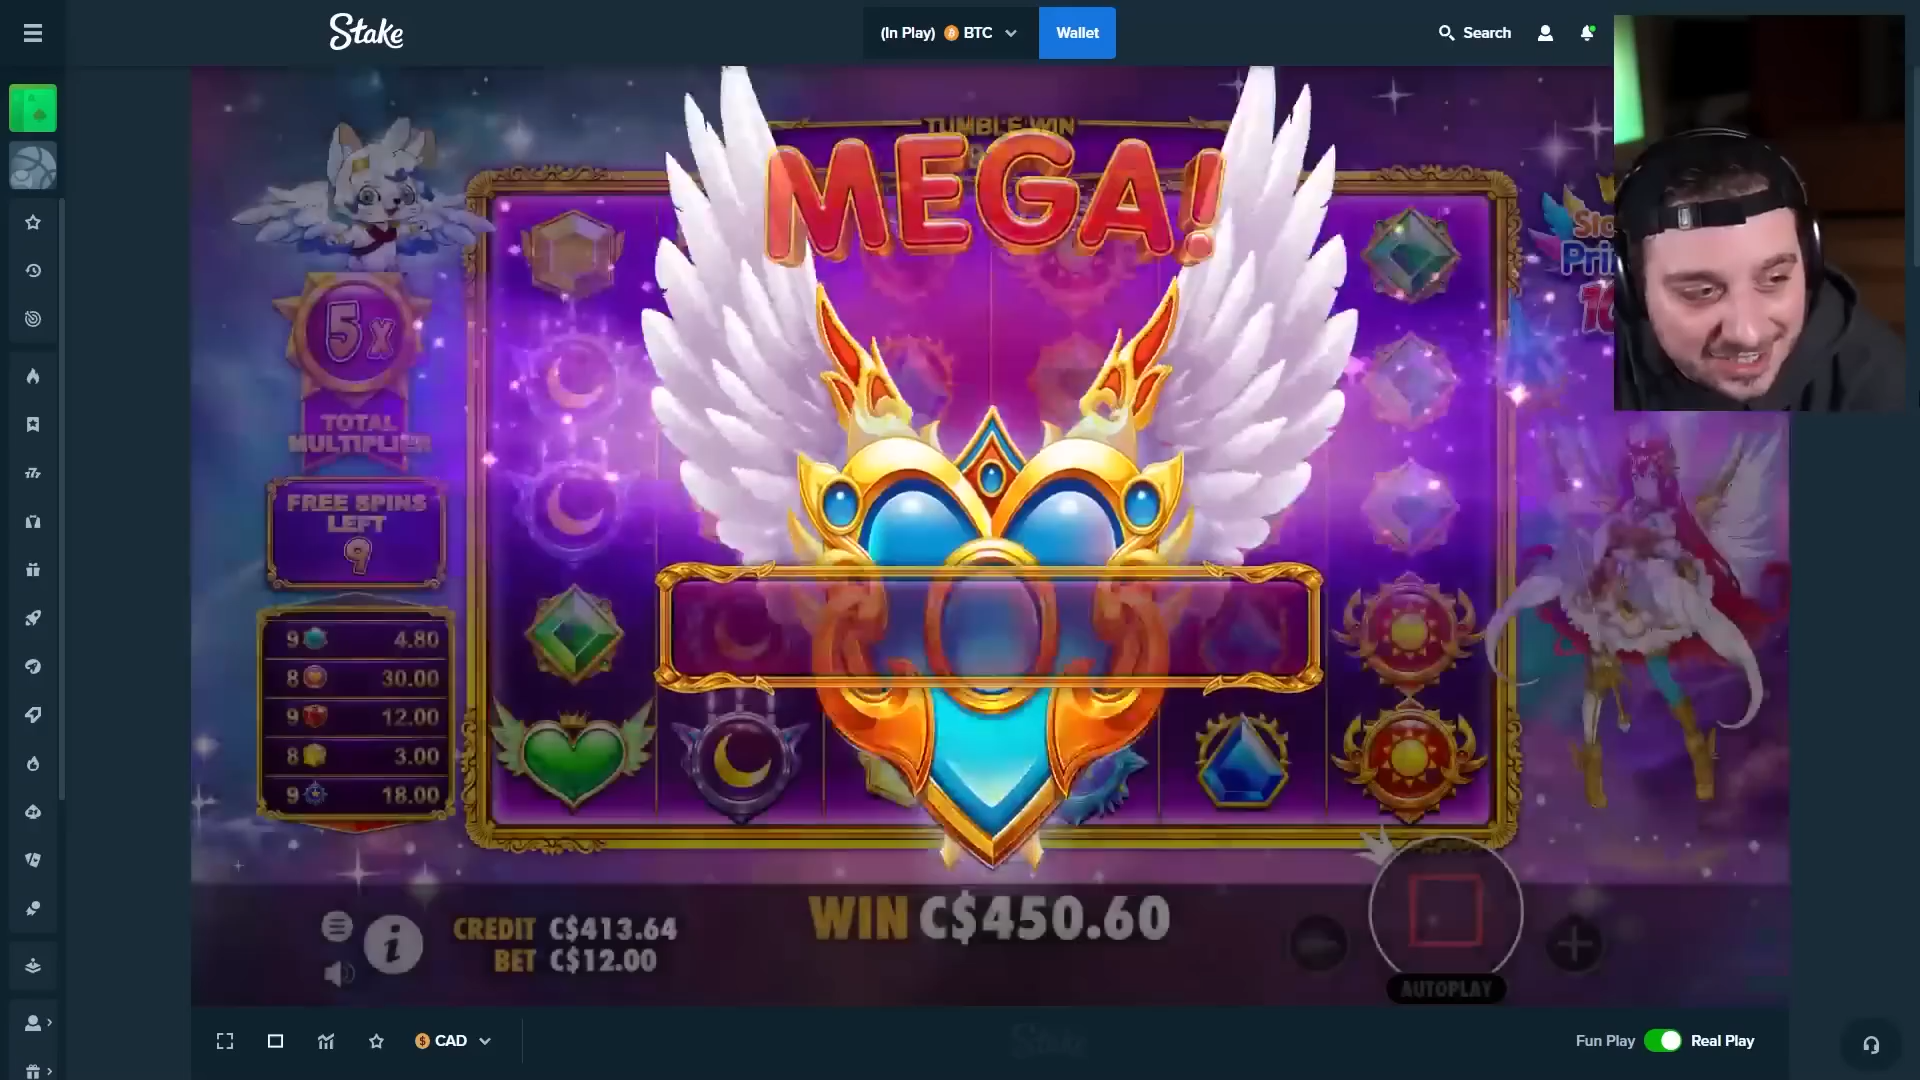 Stake
(In Play) BTC
Wallet
Search
TUMBLE WIN
MEGA!
5x
TOTAL
MULTIPLIER
FREE SPINS
LEFT
9
9 4.80
8 30.00
9 12.00
8 3.00
9 18.00
CREDIT C$413.64
BET C$12.00
WIN C$450.60
AUTOPLAY
CAD
Stake
Fun Play
Real Play